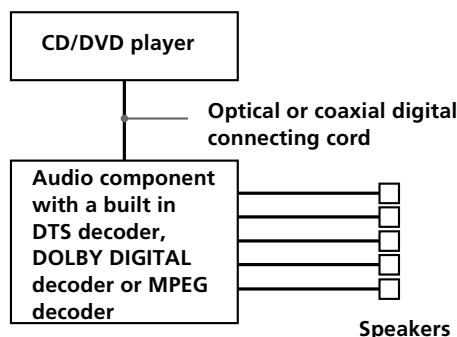 CD/DVD player
Optical or coaxial digital
connecting cord
Audio component
with a built in
DTS decoder,
DOLBY DIGITAL
decoder or MPEG
decoder
Speakers